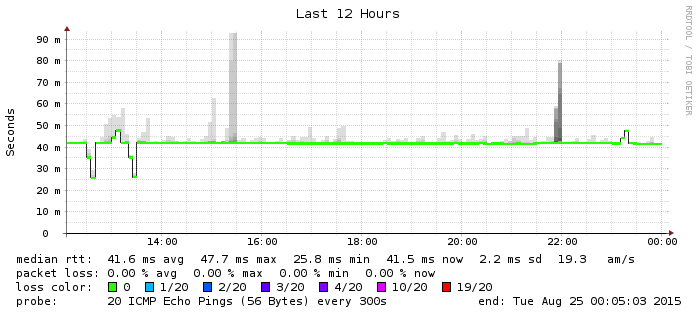 Last 12 Hours
RRDTOOL / TOBI OETIKER
Seconds
90 m
80 m
70 m
60 m
50 m
40 m
30 m
20 m
10 m
0
14:00 16:00 18:00 20:00 22:00 00:00
median rtt: 41.6 ms avg 47.7 ms max 25.8 ms min 41.5 ms now 2.2 ms sd 19.3 am/s
packet loss: 0.00 % avg 0.00 % max 0.00 % min 0.00 % now
loss color: 0 1/20 2/20 3/20 4/20 10/20 19/20
probe: 20 ICMP Echo Pings (56 Bytes) every 300s end: Tue Aug 25 00:05:03 2015